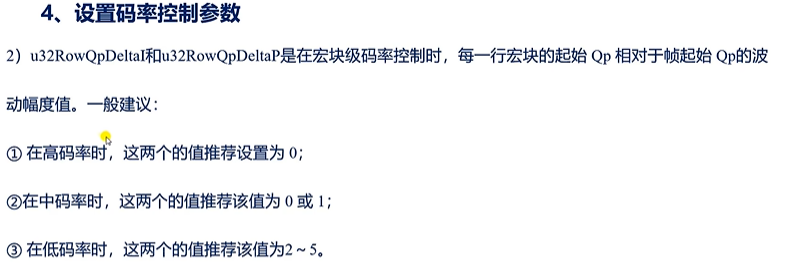 4、设置码率控制参数
2）u32RowQpDeltaI和u32RowQpDeltaP是在宏块级码率控制时，每一行宏块的起始 Qp 相对于帧起始 Qp的波
动幅度值。一般建议：
① 在高码率时，这两个的值推荐设置为 0；
②在中码率时，这两个的值推荐该值为 0 或 1；
③ 在低码率时，这两个的值推荐该值为2～5。